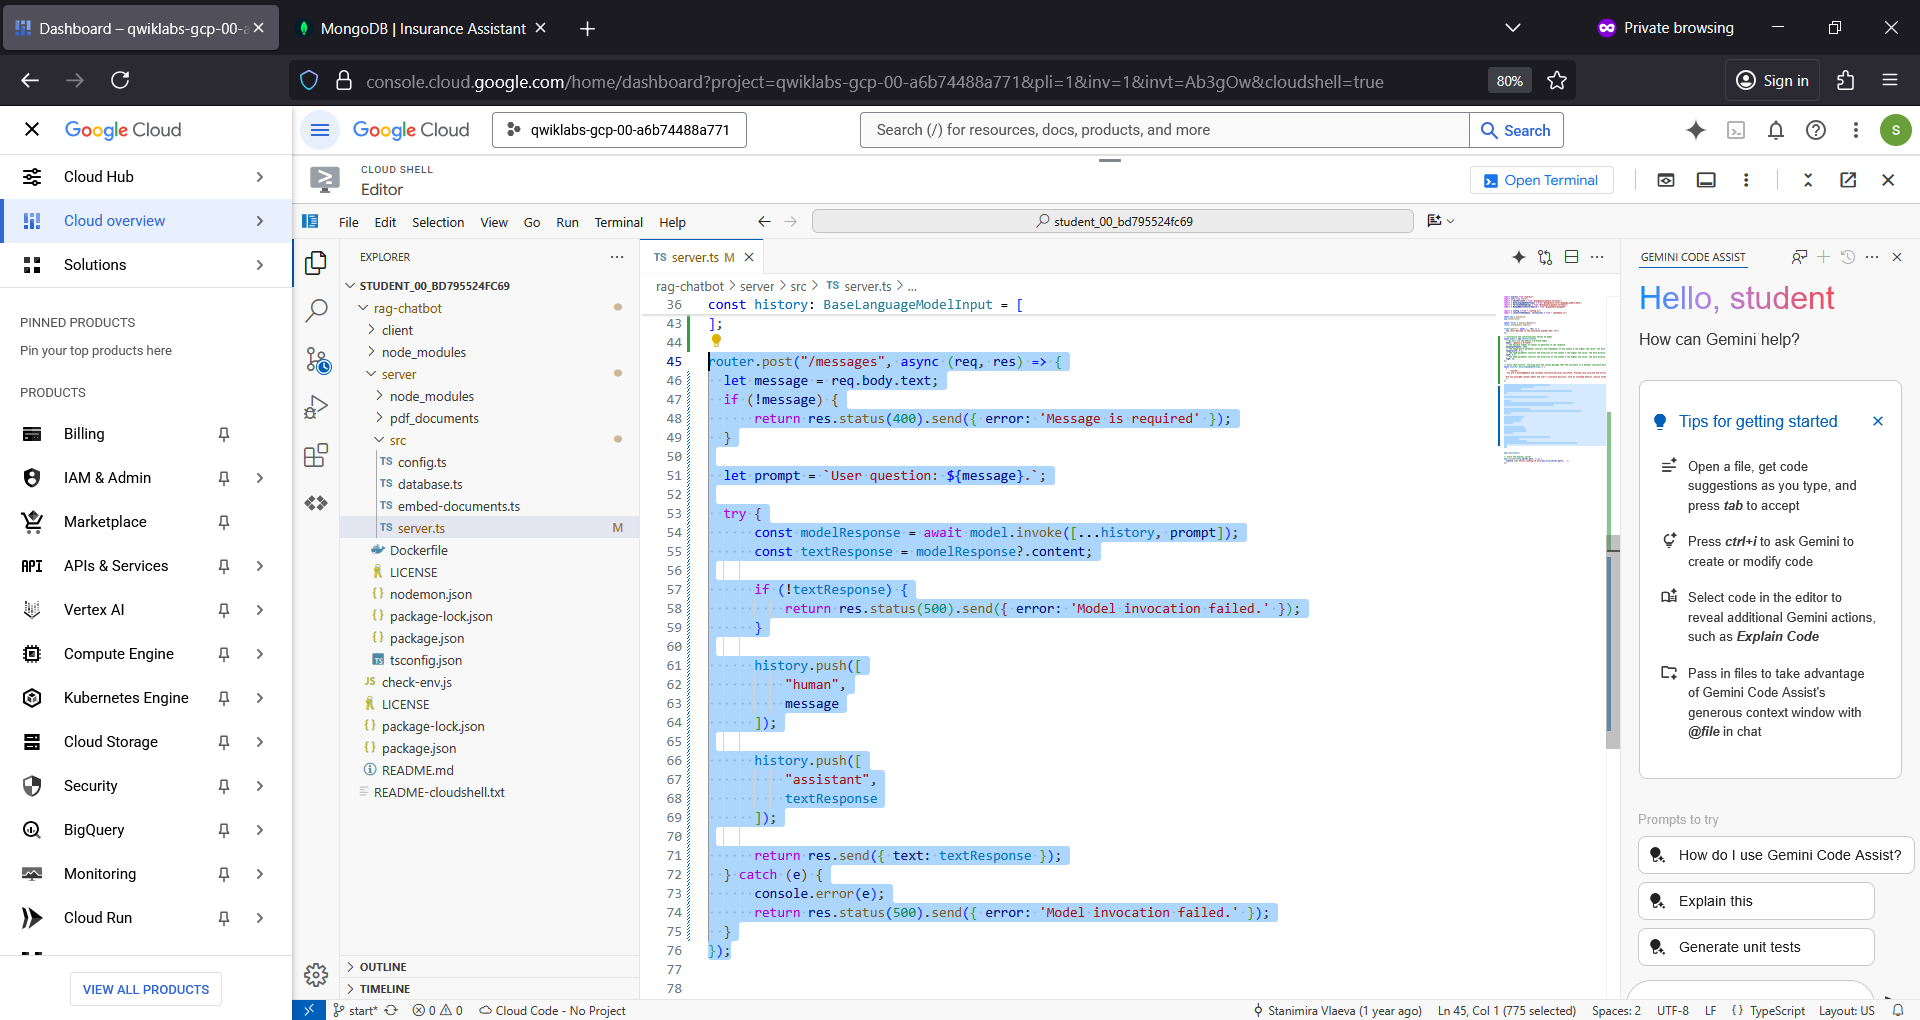 Dashboard – qwiklabs-gcp-00-a
MongoDB | Insurance Assistant
Private browsing
console.cloud.google.com/home/dashboard?project=qwiklabs-gcp-00-a6b74488a771&pli=1&inv=1&invt=Ab3gOw&cloudshell=true
80%
Sign in
Google Cloud
Google Cloud
qwiklabs-gcp-00-a6b74488a771
Search (/) for resources, docs, products, and more
Search
S
Cloud Hub
Cloud overview
Solutions
PINNED PRODUCTS
Pin your top products here
PRODUCTS
Billing
IAM & Admin
Marketplace
API APIs & Services
Vertex AI
Compute Engine
Kubernetes Engine
Cloud Storage
Security
BigQuery
Monitoring
Cloud Run
VIEW ALL PRODUCTS
CLOUD SHELL
Editor
Open Terminal
File Edit Selection View Go Run Terminal Help
student_00_bd795524fc69
EXPLORER
STUDENT_00_BD795524FC69
rag-chatbot
client
node_modules
server
node_modules
pdf_documents
src
TS config.ts
TS database.ts
TS embed-documents.ts
TS server.ts M
Dockerfile
LICENSE
{} nodemon.json
{} package-lock.json
{} package.json
TS tsconfig.json
JS check-env.js
LICENSE
{} package-lock.json
{} package.json
README.md
README-cloudshell.txt
OUTLINE
TIMELINE
TS server.ts M
rag-chatbot > server > src > TS server.ts > ...
36 const history: BaseLanguageModelInput = [
43 ];
44
45 router.post("/messages", async (req, res) => {
46 let message = req.body.text;
47 if (!message) {
48 return res.status(400).send({ error: 'Message is required' });
49 }
50
51 let prompt = `User question: ${message}.`;
52
53 try {
54 const modelResponse = await model.invoke([...history, prompt]);
55 const textResponse = modelResponse?.content;
56
57 if (!textResponse) {
58 return res.status(500).send({ error: 'Model invocation failed.' });
59 }
60
61 history.push([
62 "human",
63 message
64 ]);
65
66 history.push([
67 "assistant",
68 textResponse
69 ]);
70
71 return res.send({ text: textResponse });
72 } catch (e) {
73 console.error(e);
74 return res.status(500).send({ error: 'Model invocation failed.' });
75 }
76 });
77
78
GEMINI CODE ASSIST
Hello, student
How can Gemini help?
Tips for getting started
Open a file, get code
suggestions as you type, and
press tab to accept
Press ctrl+i to ask Gemini to
create or modify code
Select code in the editor to
reveal additional Gemini actions,
such as Explain Code
Pass in files to take advantage
of Gemini Code Assist's
generous context window with
@file in chat
Prompts to try
How do I use Gemini Code Assist?
Explain this
Generate unit tests
start*
0
0
Cloud Code - No Project
Stanimira Vlaeva (1 year ago)
Ln 45, Col 1 (775 selected)
Spaces: 2
UTF-8
LF
{} TypeScript
Layout: US